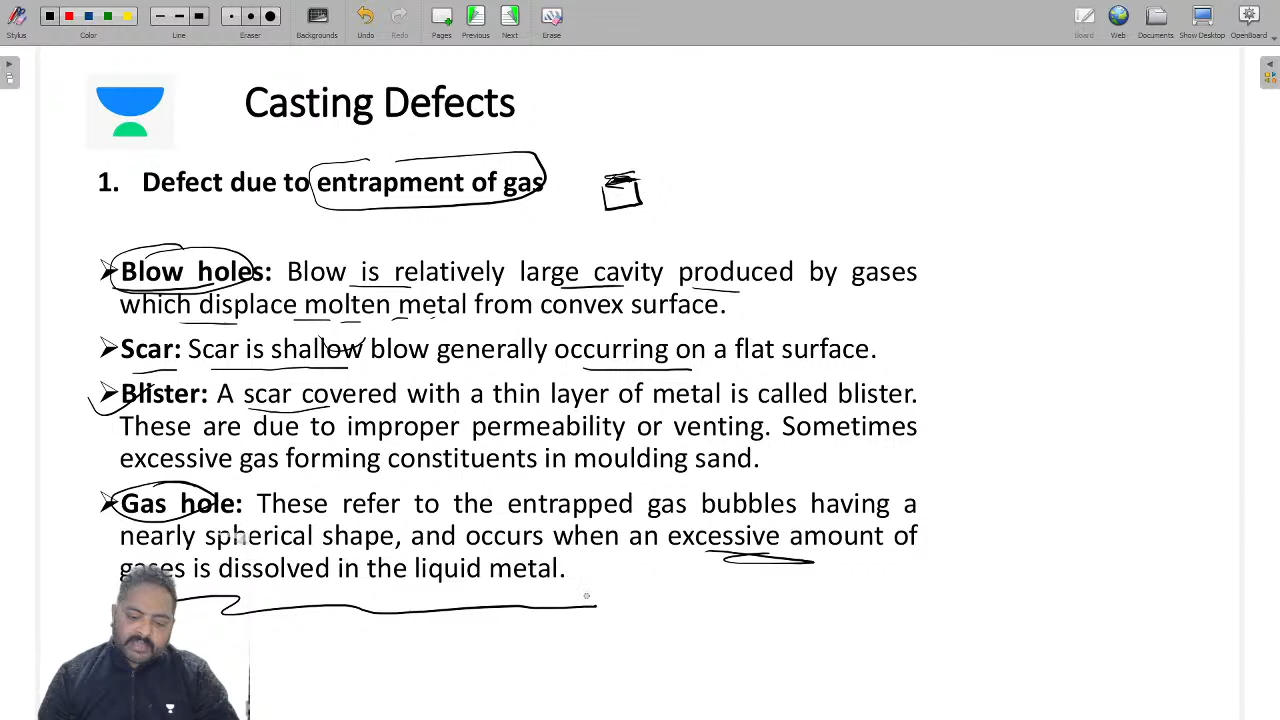 Stylus Color Line Eraser Backgrounds Undo Redo Pages Previous Next Erase Board Web Documents Show Desktop OpenBoard
Casting Defects
1. Defect due to entrapment of gas
➢Blow holes: Blow is relatively large cavity produced by gases
which displace molten metal from convex surface.
➢Scar: Scar is shallow blow generally occurring on a flat surface.
➢Blister: A scar covered with a thin layer of metal is called blister.
These are due to improper permeability or venting. Sometimes
excessive gas forming constituents in moulding sand.
➢Gas hole: These refer to the entrapped gas bubbles having a
nearly spherical shape, and occurs when an excessive amount of
gases is dissolved in the liquid metal.